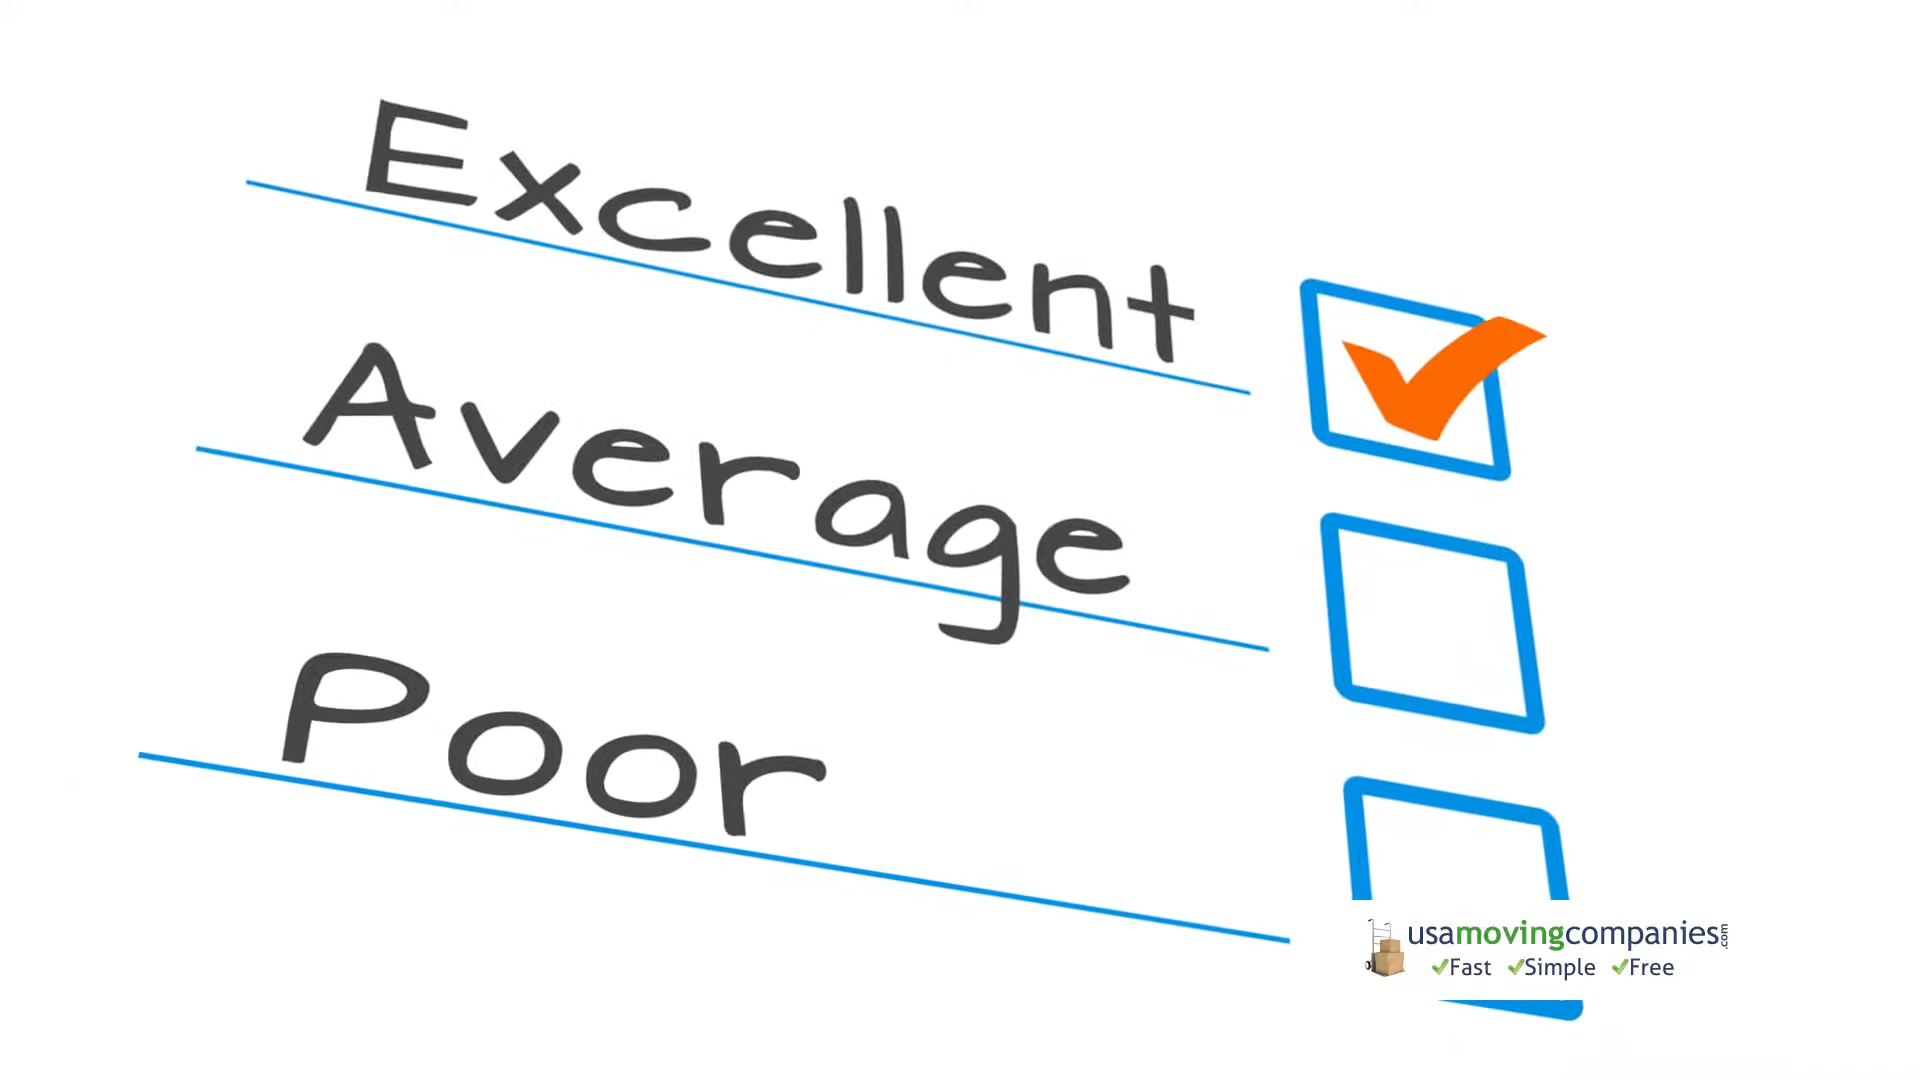 Excellent
Average
Poor
usamovingcompanies.com
Fast Simple Free